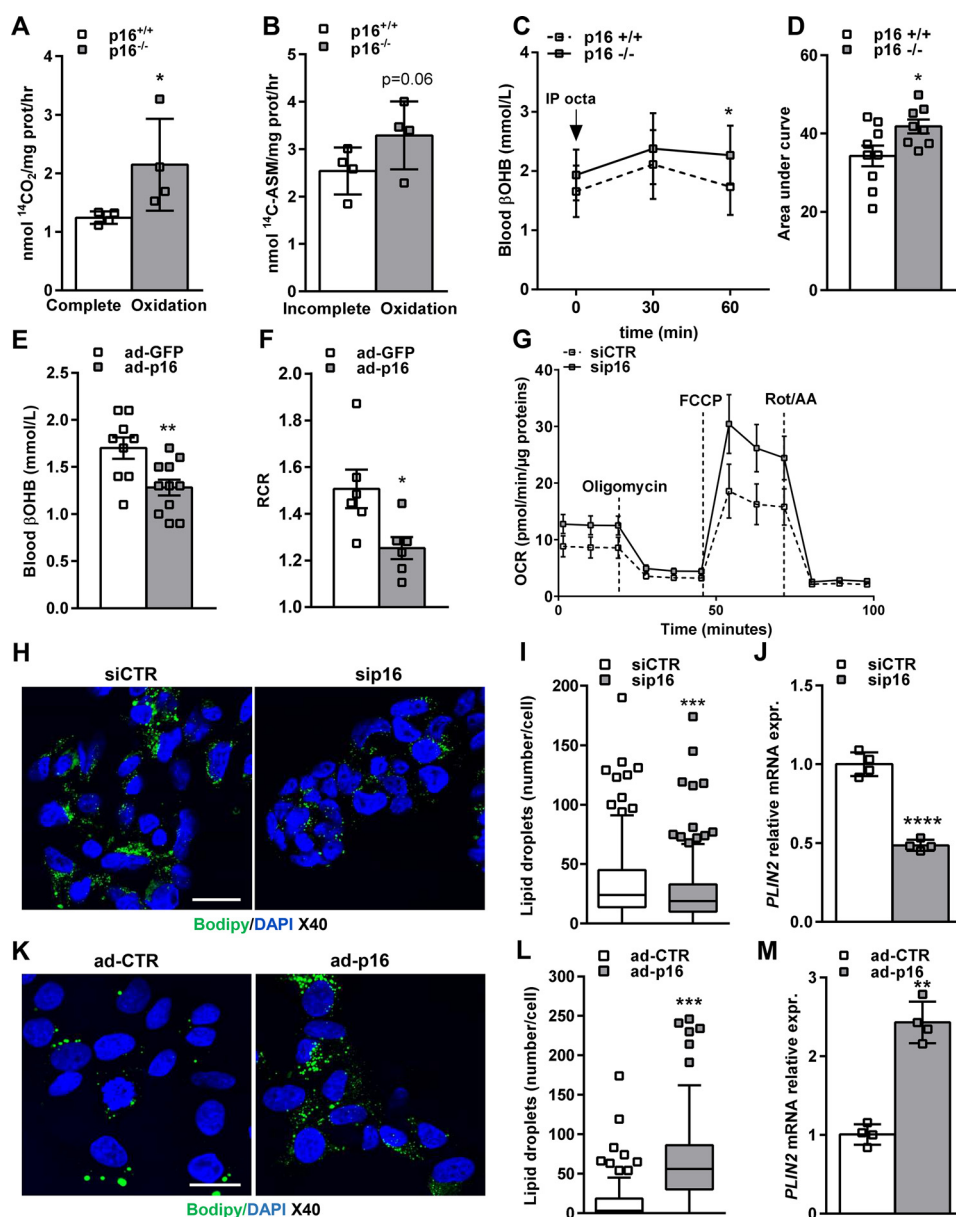 A
p16+/+
p16-/-
nmol 14CO2/mg prot/hr
4
3
2
1
0
*
Complete Oxidation
B
p16+/+
p16-/-
nmol 14C-ASM/mg prot/hr
5
4
3
2
1
0
p=0.06
Incomplete Oxidation
C
p16 +/+
p16 -/-
Blood βOHB (mmol/L)
4
3
2
1
0
IP octa
*
0 30 60
time (min)
D
p16 +/+
p16 -/-
Area under curve
60
40
20
0
*
E
ad-GFP
ad-p16
Blood βOHB (mmol/L)
2.5
2.0
1.5
1.0
0.5
0.0
**
F
ad-GFP
ad-p16
RCR
2.0
1.8
1.6
1.4
1.2
1.0
*
G
siCTR
sip16
OCR (pmol/min/µg proteins)
40
30
20
10
0
Oligomycin
FCCP
Rot/AA
0 50 100
Time (minutes)
H
siCTR sip16
Bodipy/DAPI X40
I
siCTR
sip16
Lipid droplets (number/cell)
200
150
100
50
0
***
J
siCTR
sip16
PLIN2 relative mRNA expr.
1.5
1.0
0.5
0.0
****
K
ad-CTR ad-p16
Bodipy/DAPI X40
L
ad-CTR
ad-p16
Lipid droplets (number/cell)
300
250
200
150
100
50
0
***
M
ad-CTR
ad-p16
PLIN2 mRNA relative expr.
3
2
1
0
**